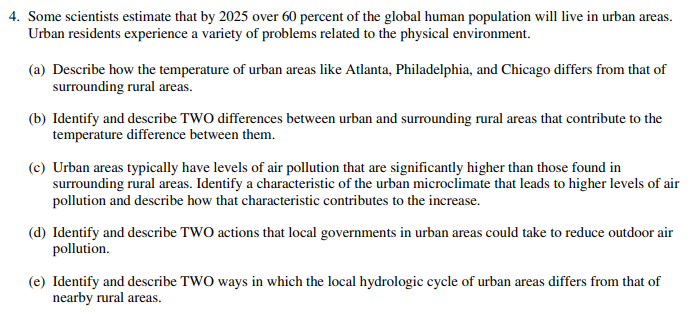 4. Some scientists estimate that by 2025 over 60 percent of the global human population will live in urban areas.
Urban residents experience a variety of problems related to the physical environment.
(a) Describe how the temperature of urban areas like Atlanta, Philadelphia, and Chicago differs from that of
surrounding rural areas.
(b) Identify and describe TWO differences between urban and surrounding rural areas that contribute to the
temperature difference between them.
(c) Urban areas typically have levels of air pollution that are significantly higher than those found in
surrounding rural areas. Identify a characteristic of the urban microclimate that leads to higher levels of air
pollution and describe how that characteristic contributes to the increase.
(d) Identify and describe TWO actions that local governments in urban areas could take to reduce outdoor air
pollution.
(e) Identify and describe TWO ways in which the local hydrologic cycle of urban areas differs from that of
nearby rural areas.